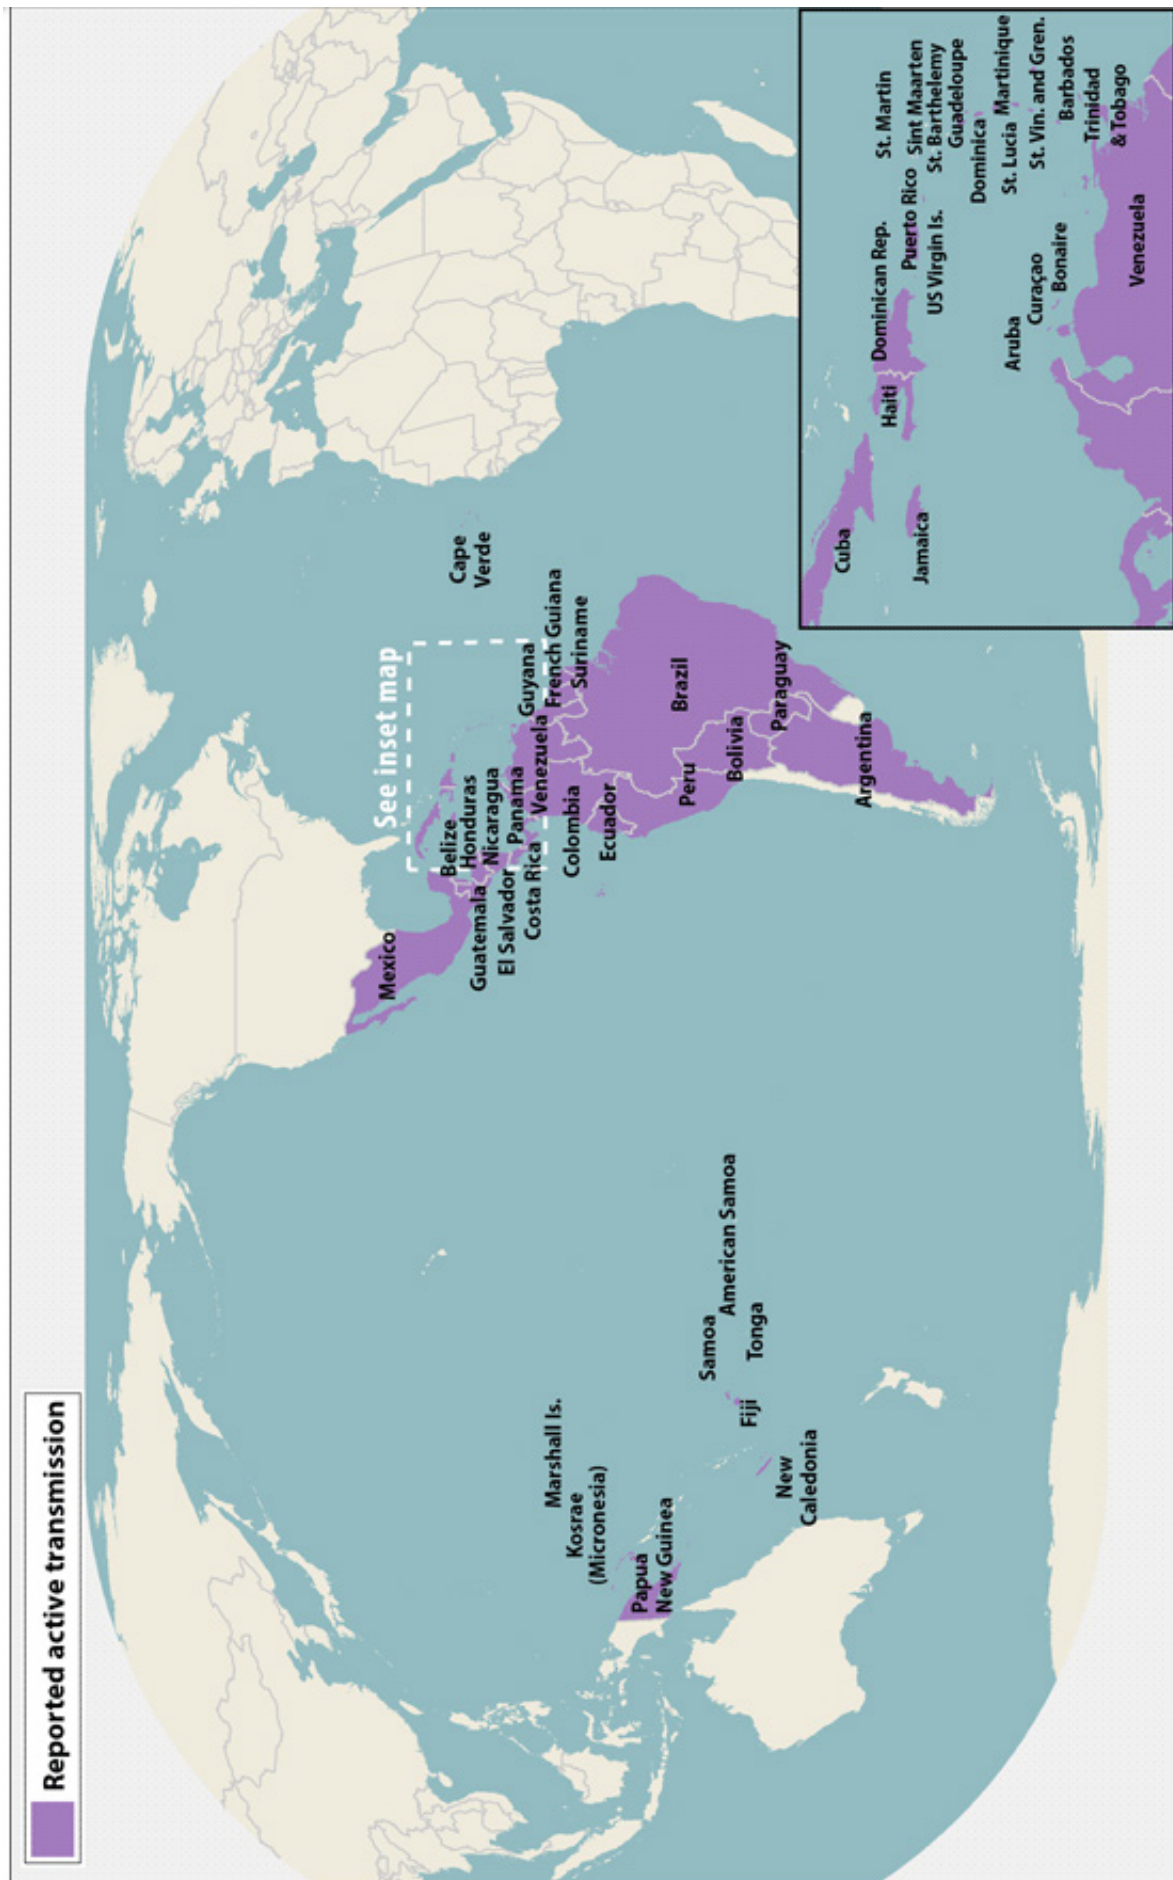 Reported active transmission
Marshall Is.
Kosrae
(Micronesia)
Papua
New Guinea
Samoa
American Samoa
Fiji
Tonga
New
Caledonia
See inset map
Mexico
Belize
Honduras
Guatemala
Nicaragua
El Salvador
Panama
Costa Rica
Venezuela
Guyana
French Guiana
Suriname
Colombia
Ecuador
Peru
Brazil
Bolivia
Paraguay
Argentina
Cape
Verde
Cuba
Jamaica
Haiti
Dominican Rep.
Puerto Rico
US Virgin Is.
St. Martin
Sint Maarten
St. Barthelemy
Guadeloupe
Dominica
Martinique
St. Lucia
St. Vin. and Gren.
Barbados
Trinidad
& Tobago
Aruba
Curaçao
Bonaire
Venezuela